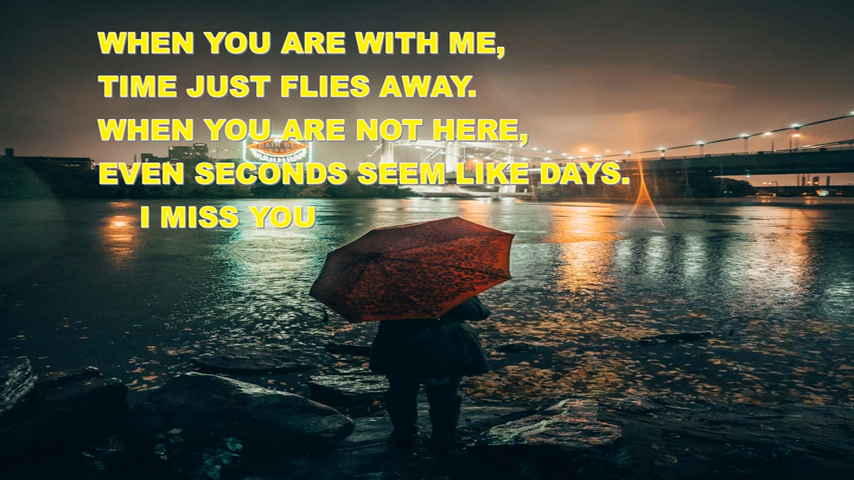 WHEN YOU ARE WITH ME,
TIME JUST FLIES AWAY.
WHEN YOU ARE NOT HERE,
EVEN SECONDS SEEM LIKE DAYS.
I MISS YOU